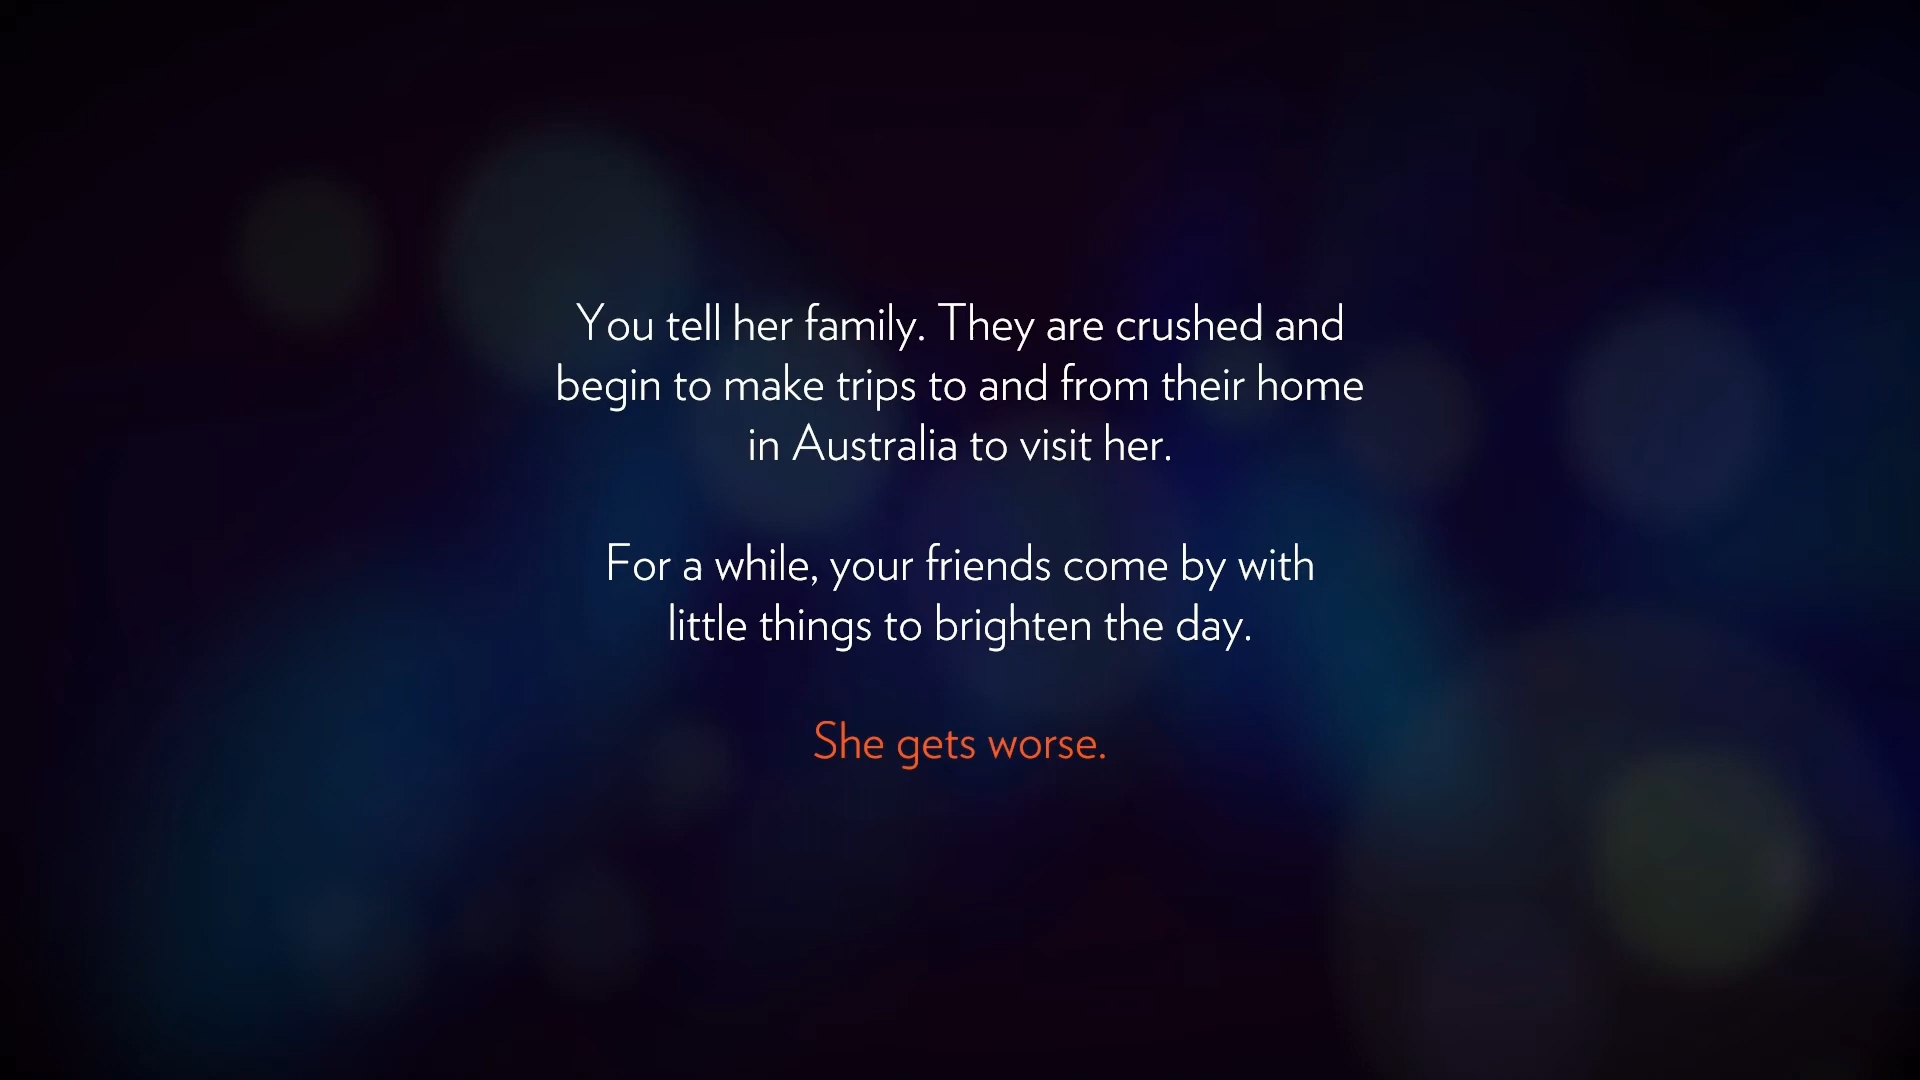 You tell her family. They are crushed and
begin to make trips to and from their home
in Australia to visit her.
For a while, your friends come by with
little things to brighten the day.
She gets worse.